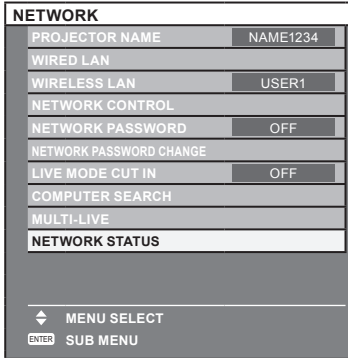 NETWORK
PROJECTOR NAME NAME1234
WIRED LAN
WIRELESS LAN USER1
NETWORK CONTROL
NETWORK PASSWORD OFF
NETWORK PASSWORD CHANGE
LIVE MODE CUT IN OFF
COMPUTER SEARCH
MULTI-LIVE
NETWORK STATUS
MENU SELECT
ENTER SUB MENU